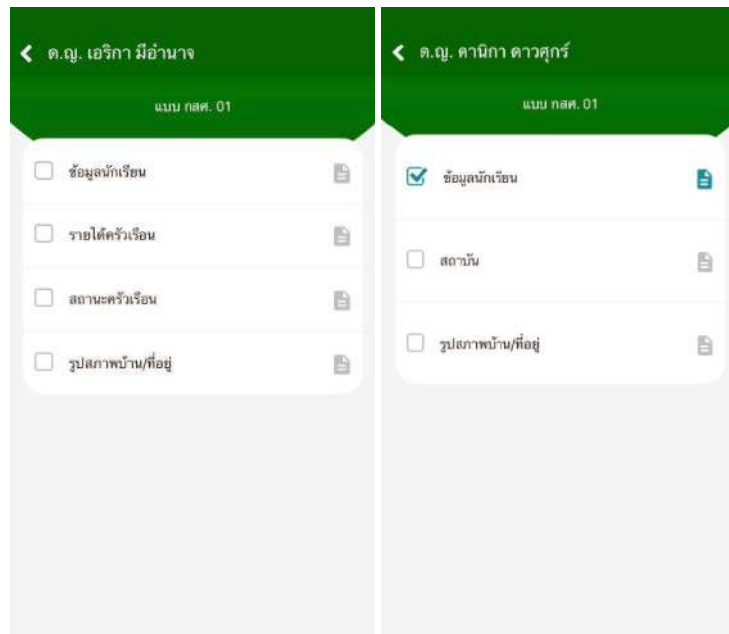 ด.ญ. เอริกา มีอำนาจ
แบบ กสศ. 01
ข้อมูลนักเรียน
รายได้ครัวเรือน
สถานะครัวเรือน
รูปสภาพบ้าน/ที่อยู่
ด.ญ. คานิกา ดาวศุกร์
แบบ กสศ. 01
ข้อมูลนักเรียน
สถาบัน
รูปสภาพบ้าน/ที่อยู่